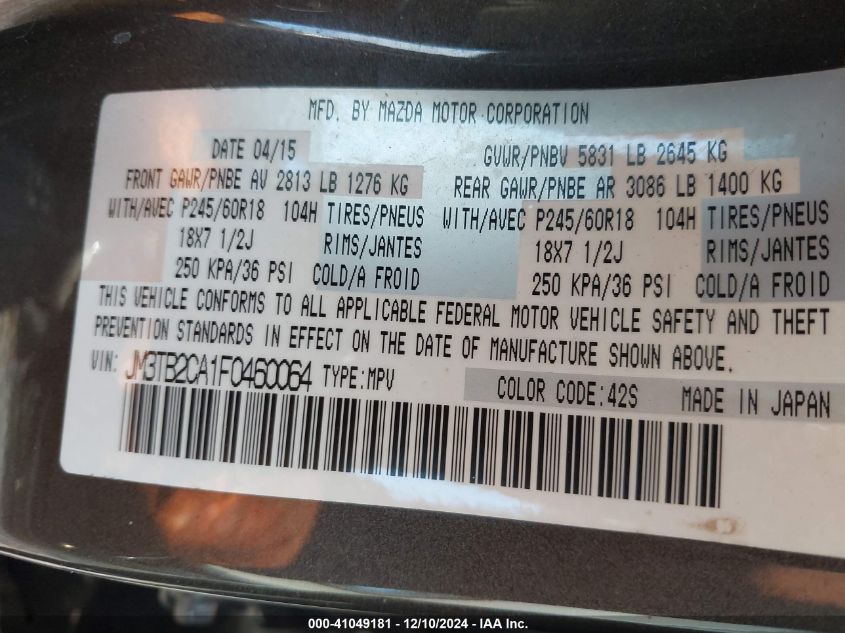 MFD. BY MAZDA MOTOR CORPORATION
DATE 04/15 GVWR/PNBV 5831 LB 2645 KG
FRONT GAWR/PNBE AV 2813 LB 1276 KG REAR GAWR/PNBE AR 3086 LB 1400 KG
WITH/AVEC P245/60R18 104H TIRES/PNEUS WITH/AVEC P245/60R18 104H TIRES/PNEUS
18X7 1/2J RIMS/JANTES 18X7 1/2J RIMS/JANTES
250 KPA/36 PSI COLD/A FROID 250 KPA/36 PSI COLD/A FROID
THIS VEHICLE CONFORMS TO ALL APPLICABLE FEDERAL MOTOR VEHICLE SAFETY AND THEFT
PREVENTION STANDARDS IN EFFECT ON THE DATE OF MANUFACTURE SHOWN ABOVE.
VIN: JM3TB2CA1F0460064 TYPE:MPV COLOR CODE:42S MADE IN JAPAN
000-41049181 - 12/10/2024 - IAA Inc.